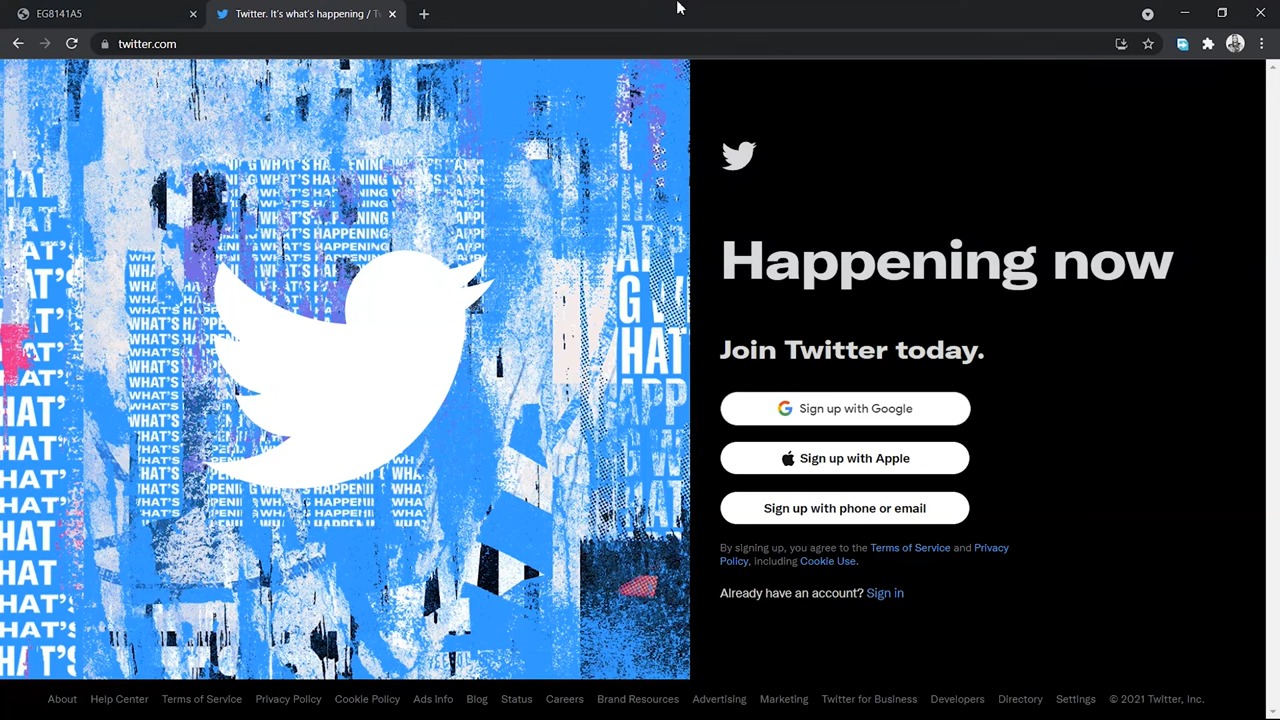 EG8141A5
Twitter. It's what's happening / Tw
twitter.com
Happening now
Join Twitter today.
Sign up with Google
Sign up with Apple
Sign up with phone or email
By signing up, you agree to the Terms of Service and Privacy
Policy, including Cookie Use.
Already have an account? Sign in
About Help Center Terms of Service Privacy Policy Cookie Policy Ads info Blog Status Careers Brand Resources Advertising Marketing Twitter for Business Developers Directory Settings © 2021 Twitter, Inc.